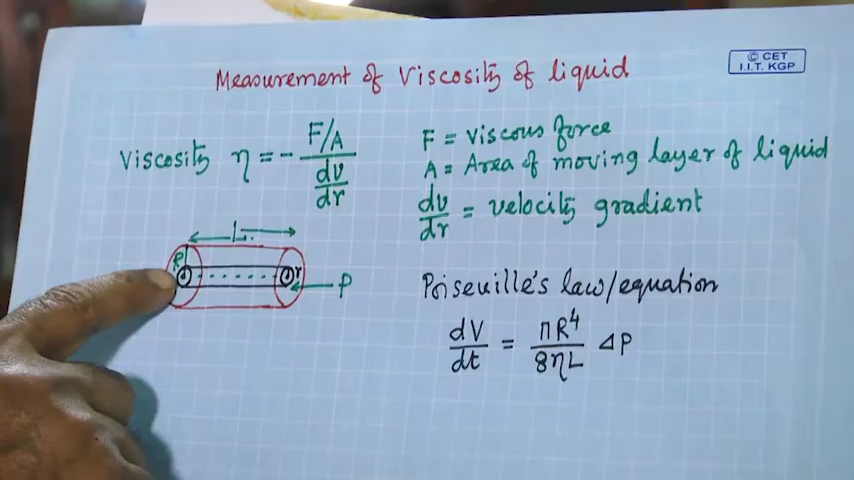 Measurement of Viscosity of liquid
© CET
I.I.T. KGP
Viscosity η = - F/A / dv/dr
F = Viscous force
A = Area of moving layer of liquid
dv/dr = velocity gradient
L
R
r
P
Poiseuille's law/equation
dV/dt = πR⁴/8ηL ΔP